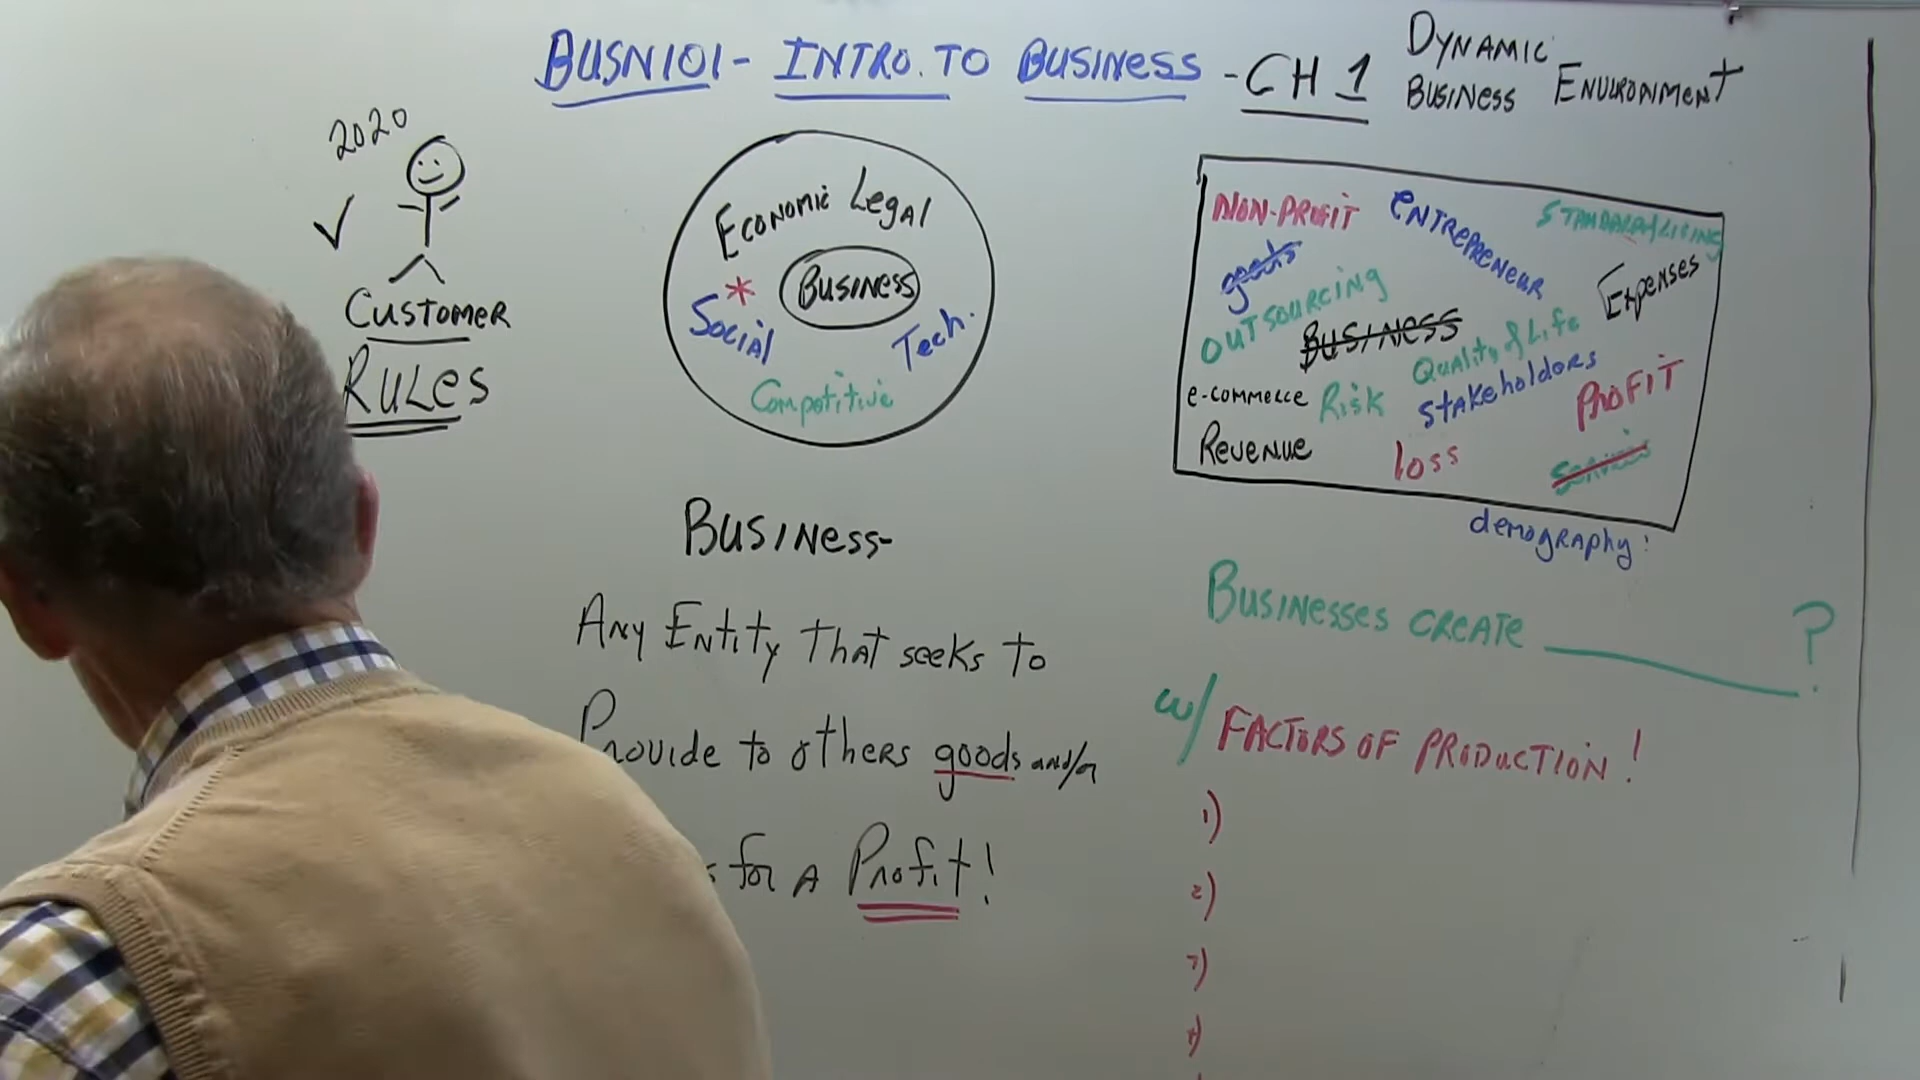 BUSN101 - INTRO. TO BUSINESS - CH 1
DYNAMIC
BUSINESS ENVIRONMENT
2020
CUSTOMER
RULES
ECONOMIC LEGAL
BUSINESS
* SOCIAL
Tech.
Competitive
NON-PROFIT
ENTREPRENEUR
STANDARD of LIVING
goods
OUTSOURCING
EXPENSES
BUSINESS
Quality of Life
e-commerce
RISK
stakeholders
PROFIT
REVENUE
loss
demography
BUSINESS-
ANY ENTITY THAT seeks to
PROVIDE to others goods and/or
s for A Profit!
BUSINESSES CREATE ______?
w/ FACTORS OF PRODUCTION!
1)
2)
3)
4)